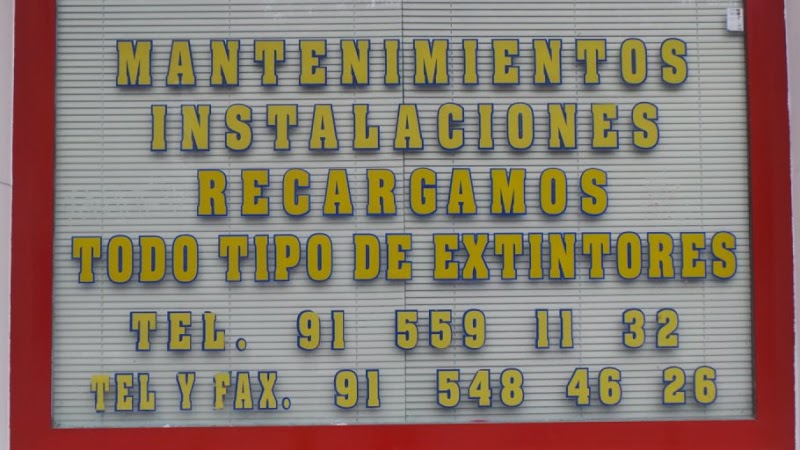 MANTENIMIENTOS
INSTALACIONES
RECARGAMOS
TODO TIPO DE EXTINTORES
TEL. 91 559 11 32
TEL Y FAX. 91 548 46 26